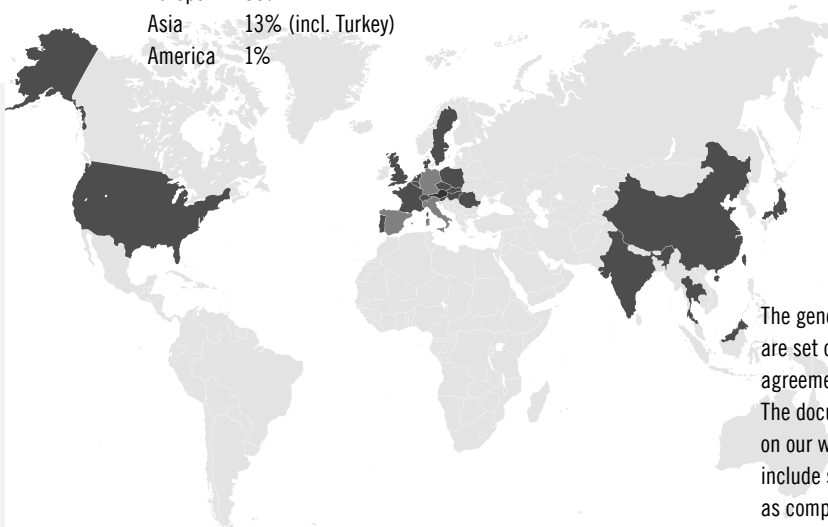 Asia 13% (incl. Turkey)
America 1%
The gene
are set o
agreeme
The docu
on our w
include s
as comp